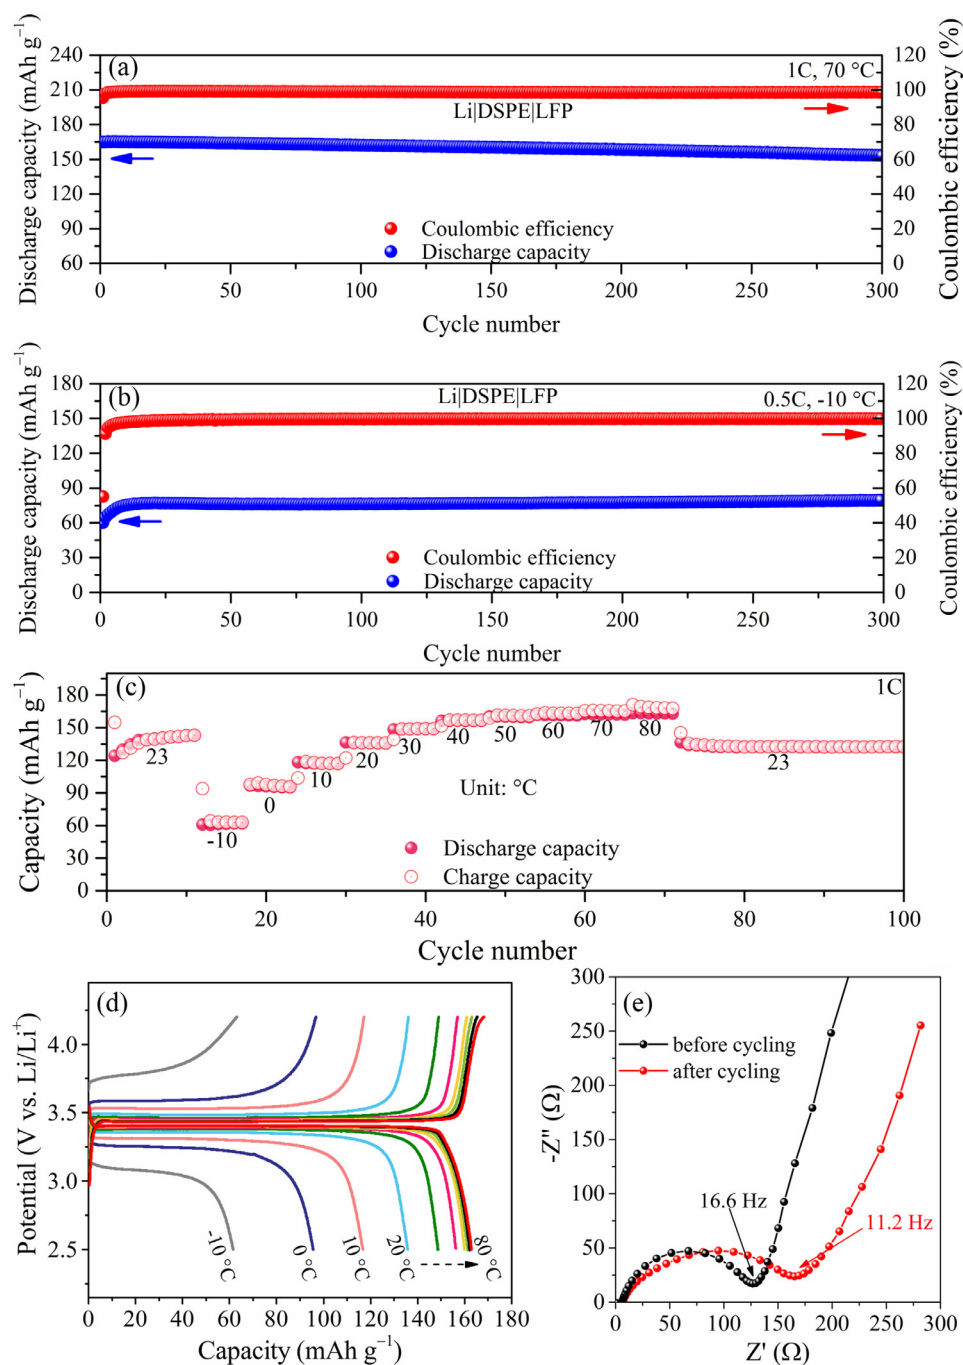 (a)
1C, 70 °C
Li|DSPE|LFP
Coulombic efficiency
Discharge capacity
Discharge capacity (mAh g⁻¹)
240
210
180
150
120
90
60
Coulombic efficiency (%)
120
100
80
60
40
20
0
0 50 100 150 200 250 300
Cycle number
(b)
Li|DSPE|LFP
0.5C, -10 °C
Coulombic efficiency
Discharge capacity
Discharge capacity (mAh g⁻¹)
180
150
135
90
60
30
0
Coulombic efficiency (%)
120
100
80
60
40
20
0
0 50 100 150 200 250 300
Cycle number
(c)
1C
Capacity (mAh g⁻¹)
180
150
120
90
60
30
0
23
-10
0
10
20
30
40
50
60
70
80
23
Unit: °C
Discharge capacity
Charge capacity
0 20 40 60 80 100
Cycle number
(d)
Potential (V vs. Li/Li⁺)
4.0
3.5
3.0
2.5
-10 °C
0 °C
10 °C
20 °C
80 °C
0 20 40 60 80 100 120 140 160 180
Capacity (mAh g⁻¹)
(e)
before cycling
after cycling
-Z'' (Ω)
300
250
200
150
100
50
0
16.6 Hz
11.2 Hz
0 50 100 150 200 250 300
Z' (Ω)